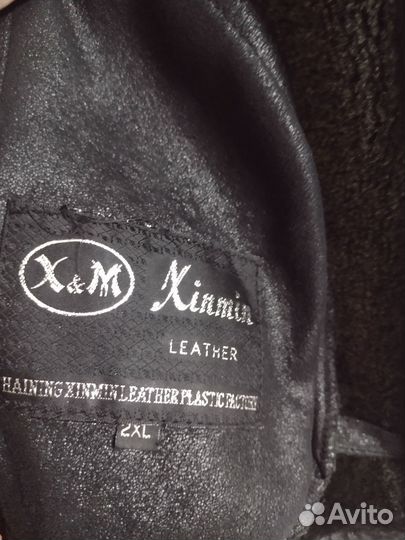 X&M Xinmin
LEATHER
HAINING XINMIN LEATHER PLASTIC FACTORY
2XL
Avito